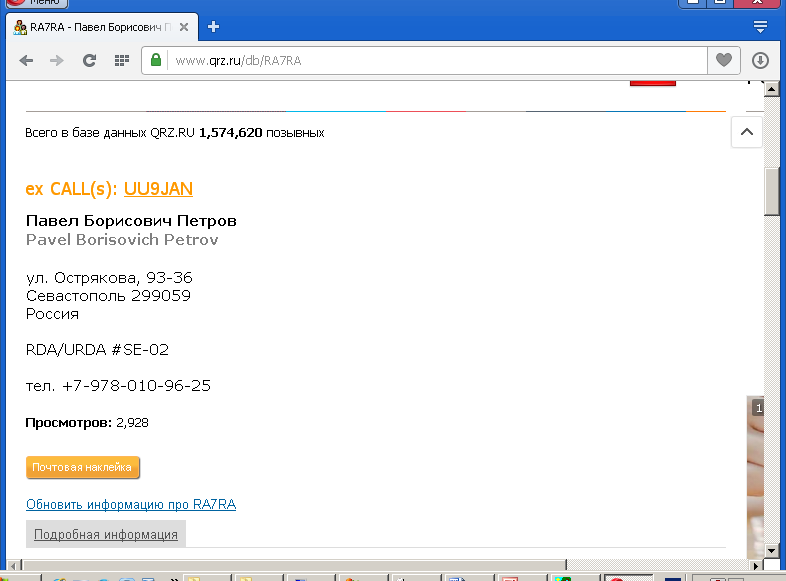 Меню
RA7RA - Павел Борисович П
www.qrz.ru/db/RA7RA
Всего в базе данных QRZ.RU 1,574,620 позывных
ex CALL(s): UU9JAN
Павел Борисович Петров
Pavel Borisovich Petrov
ул. Острякова, 93-36
Севастополь 299059
Россия
RDA/URDA #SE-02
тел. +7-978-010-96-25
Просмотров: 2,928
1
Почтовая наклейка
Обновить информацию про RA7RA
Подробная информация